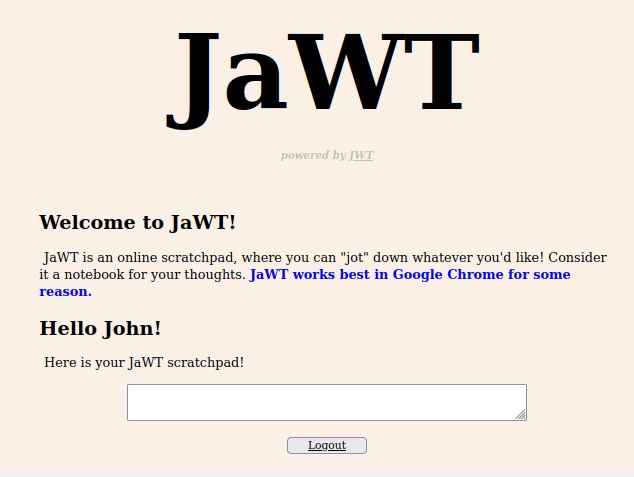 JaWT
powered by JWT
Welcome to JaWT!
JaWT is an online scratchpad, where you can "jot" down whatever you'd like! Consider
it a notebook for your thoughts. JaWT works best in Google Chrome for some
reason.
Hello John!
Here is your JaWT scratchpad!
Logout